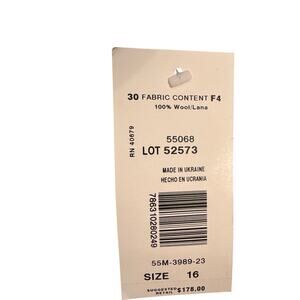 30 FABRIC CONTENT F4
100% Wool/Lana
RN 40679
55068
LOT 52573
MADE IN UKRAINE
HECHO EN UCRANIA
786310280249
55M-3989-23
SIZE 16
SUGGESTED RETAIL $178.00